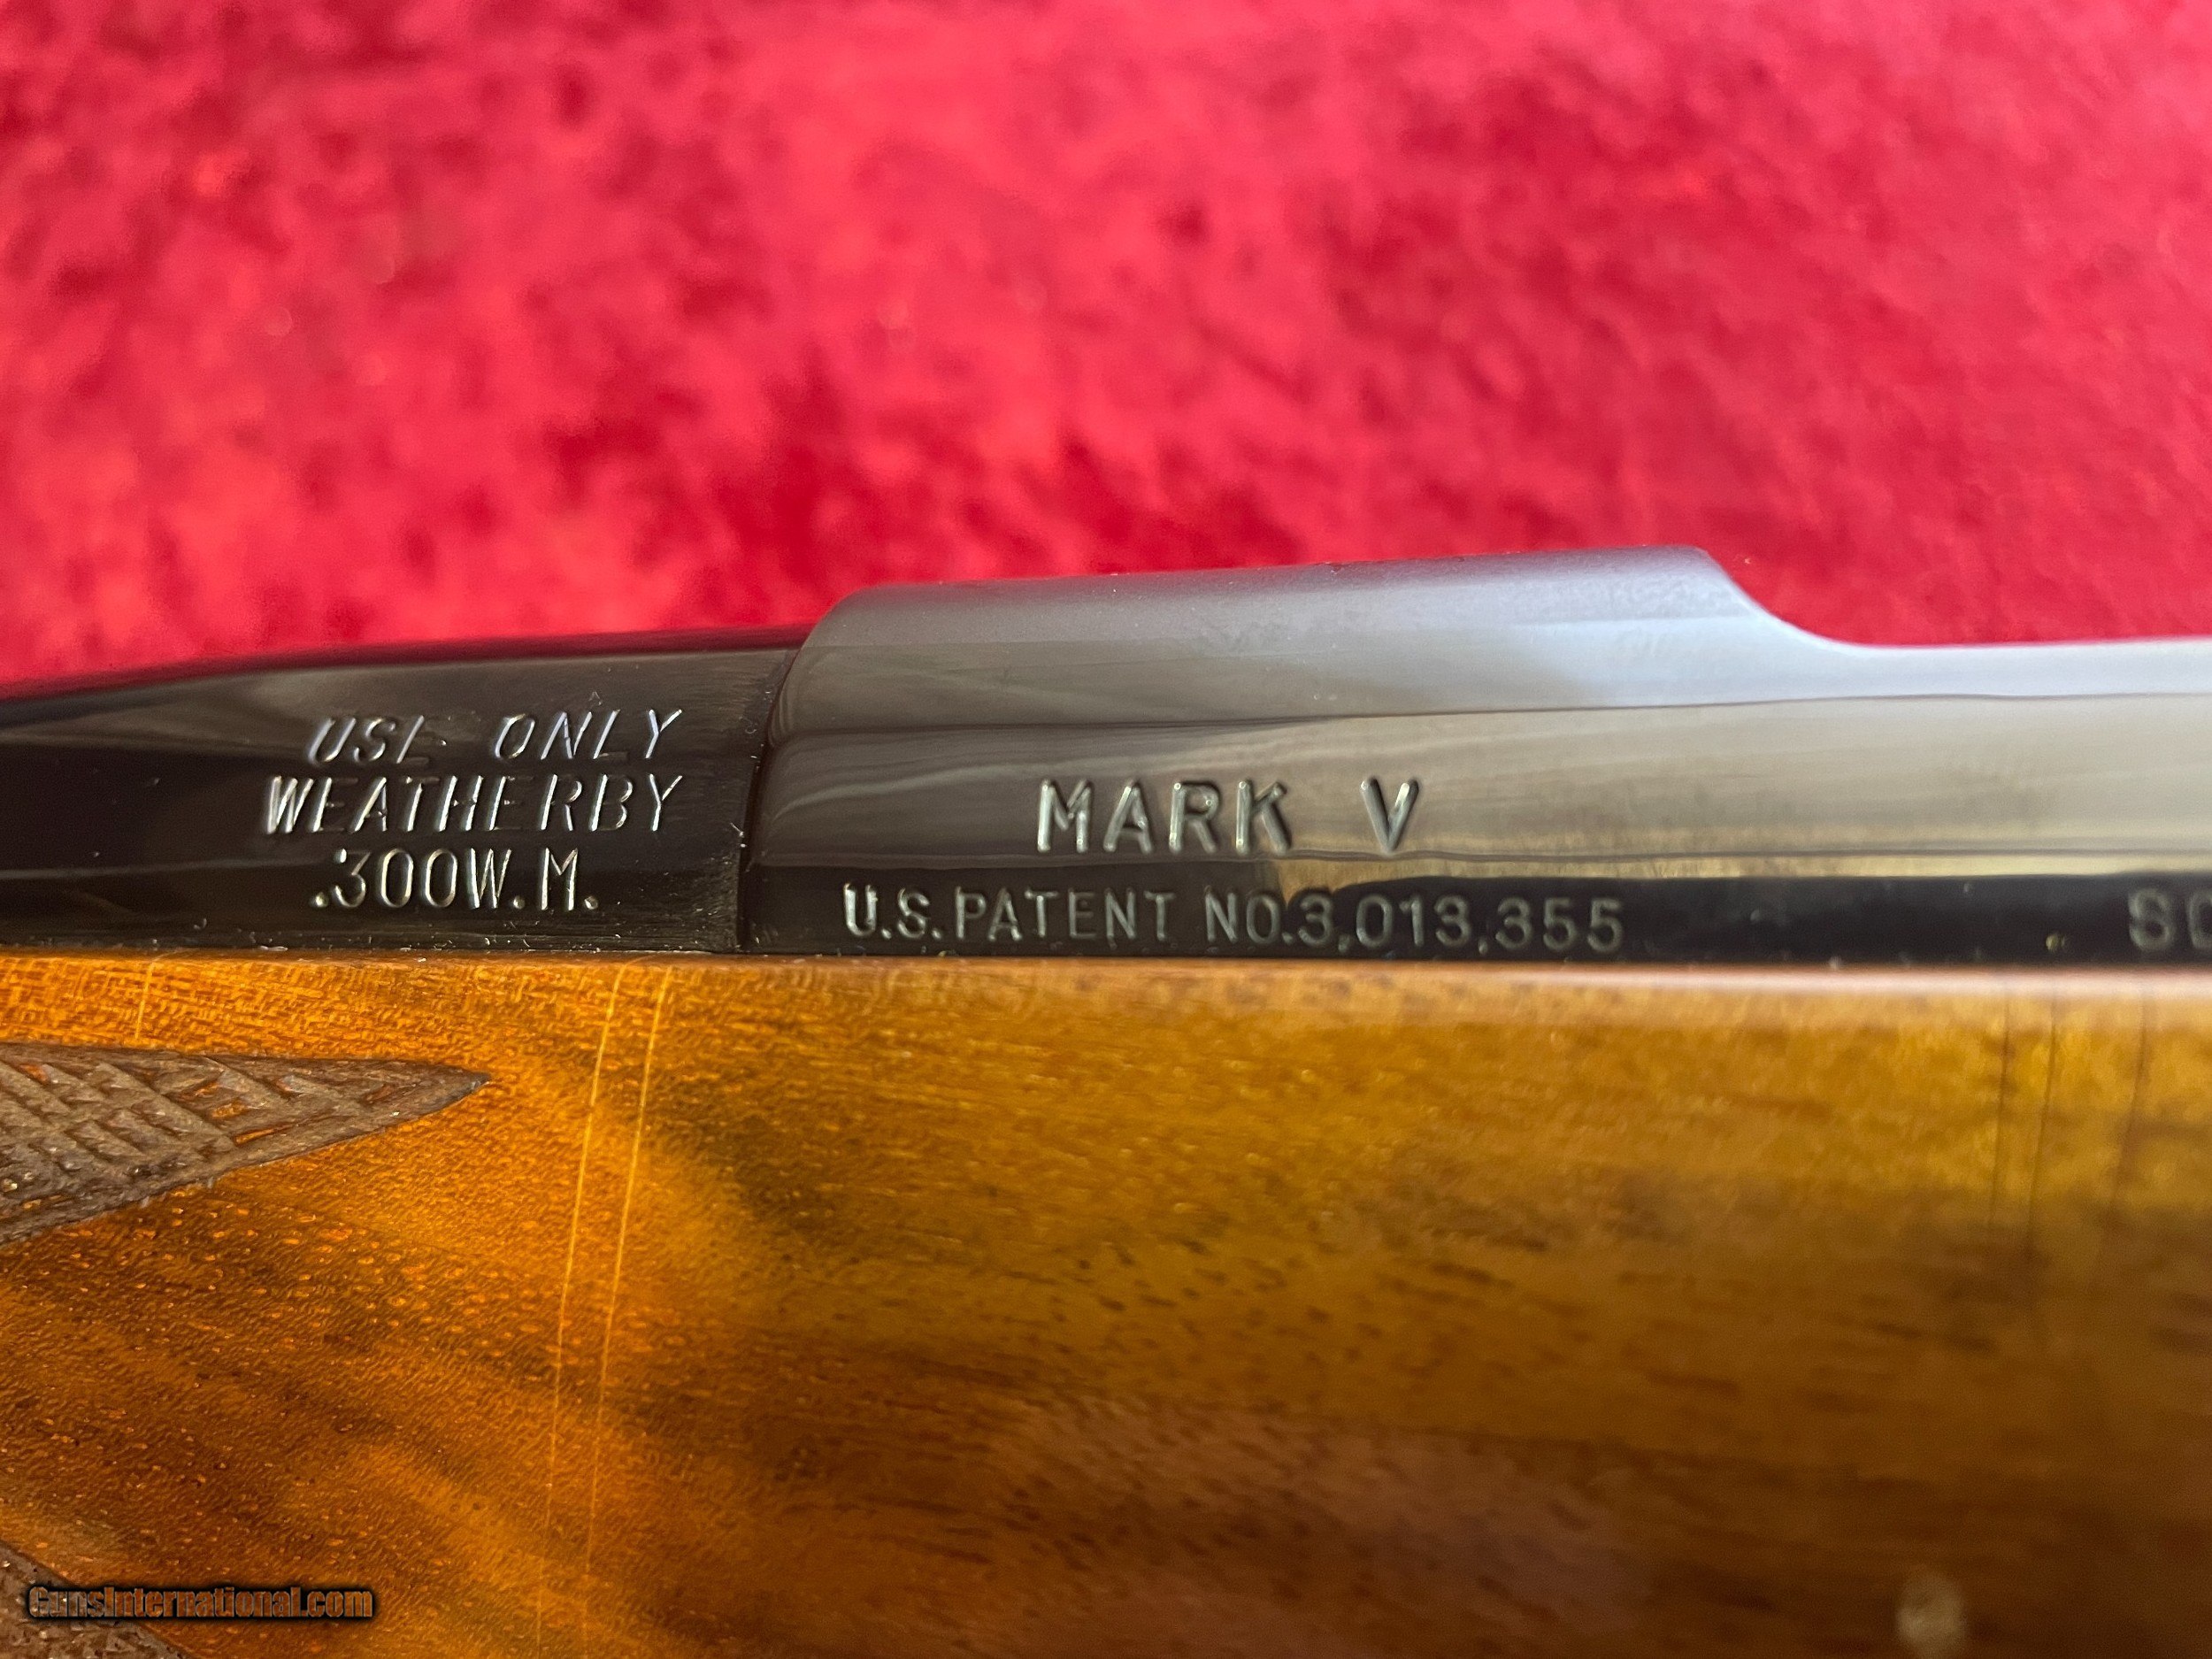 USE ONLY
WEATHERBY
.300W.M.
MARK V
U.S. PATENT NO.3,013,355
GunsInternational.com